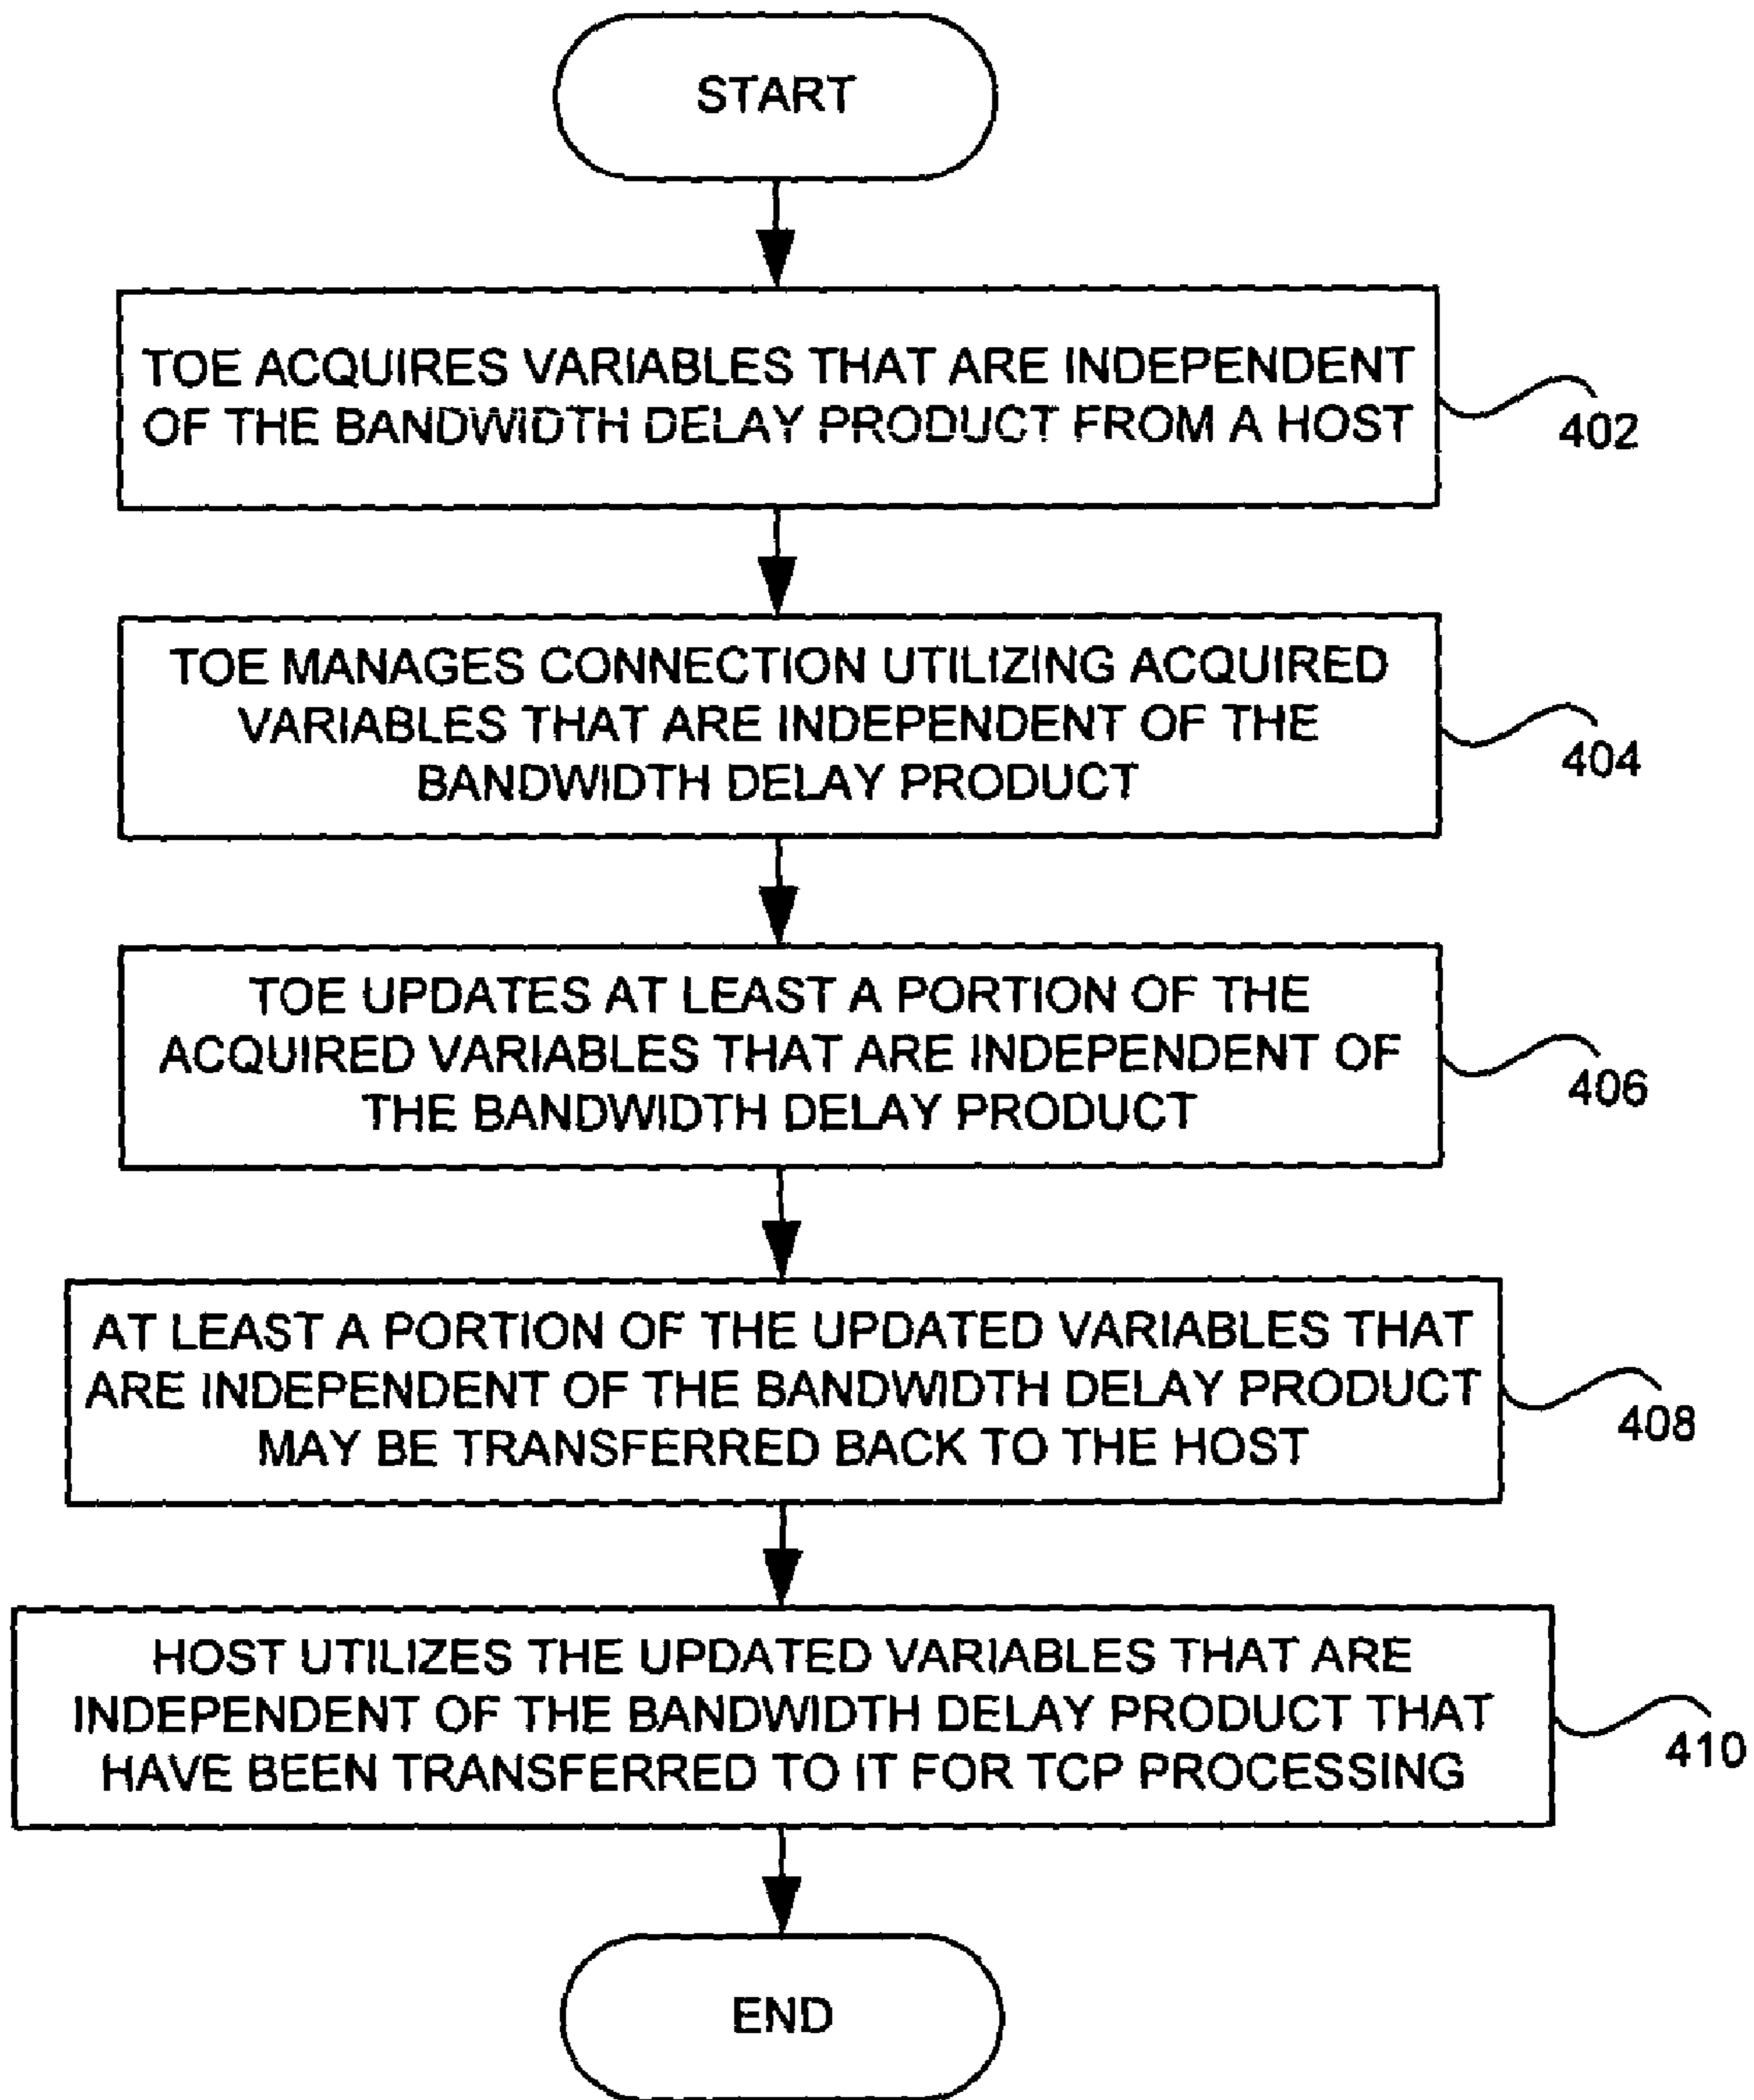 START
TOE ACQUIRES VARIABLES THAT ARE INDEPENDENT
OF THE BANDWIDTH DELAY PRODUCT FROM A HOST
402
TOE MANAGES CONNECTION UTILIZING ACQUIRED
VARIABLES THAT ARE INDEPENDENT OF THE
BANDWIDTH DELAY PRODUCT
404
TOE UPDATES AT LEAST A PORTION OF THE
ACQUIRED VARIABLES THAT ARE INDEPENDENT OF
THE BANDWIDTH DELAY PRODUCT
406
AT LEAST A PORTION OF THE UPDATED VARIABLES THAT
ARE INDEPENDENT OF THE BANDWIDTH DELAY PRODUCT
MAY BE TRANSFERRED BACK TO THE HOST
408
HOST UTILIZES THE UPDATED VARIABLES THAT ARE
INDEPENDENT OF THE BANDWIDTH DELAY PRODUCT THAT
HAVE BEEN TRANSFERRED TO IT FOR TCP PROCESSING
410
END